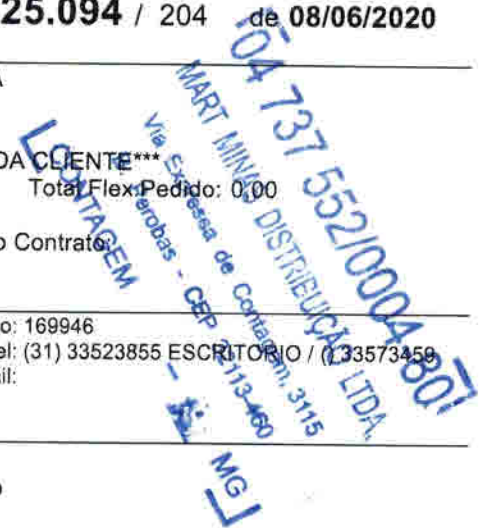 25.094 / 204 de 08/06/2020
A
DA CLIENTE***
Total Flex Pedido: 0,00
o Contrato:
o: 169946
el: (31) 33523855 ESCRITORIO / () 33573459
il:
o
04 737 552/0004-80
MART MINAS DISTRIBUIÇÃO LTDA.
Via Expressa de Contagem, 3115
Perobas - CEP 32113-460
CONTAGEM - MG